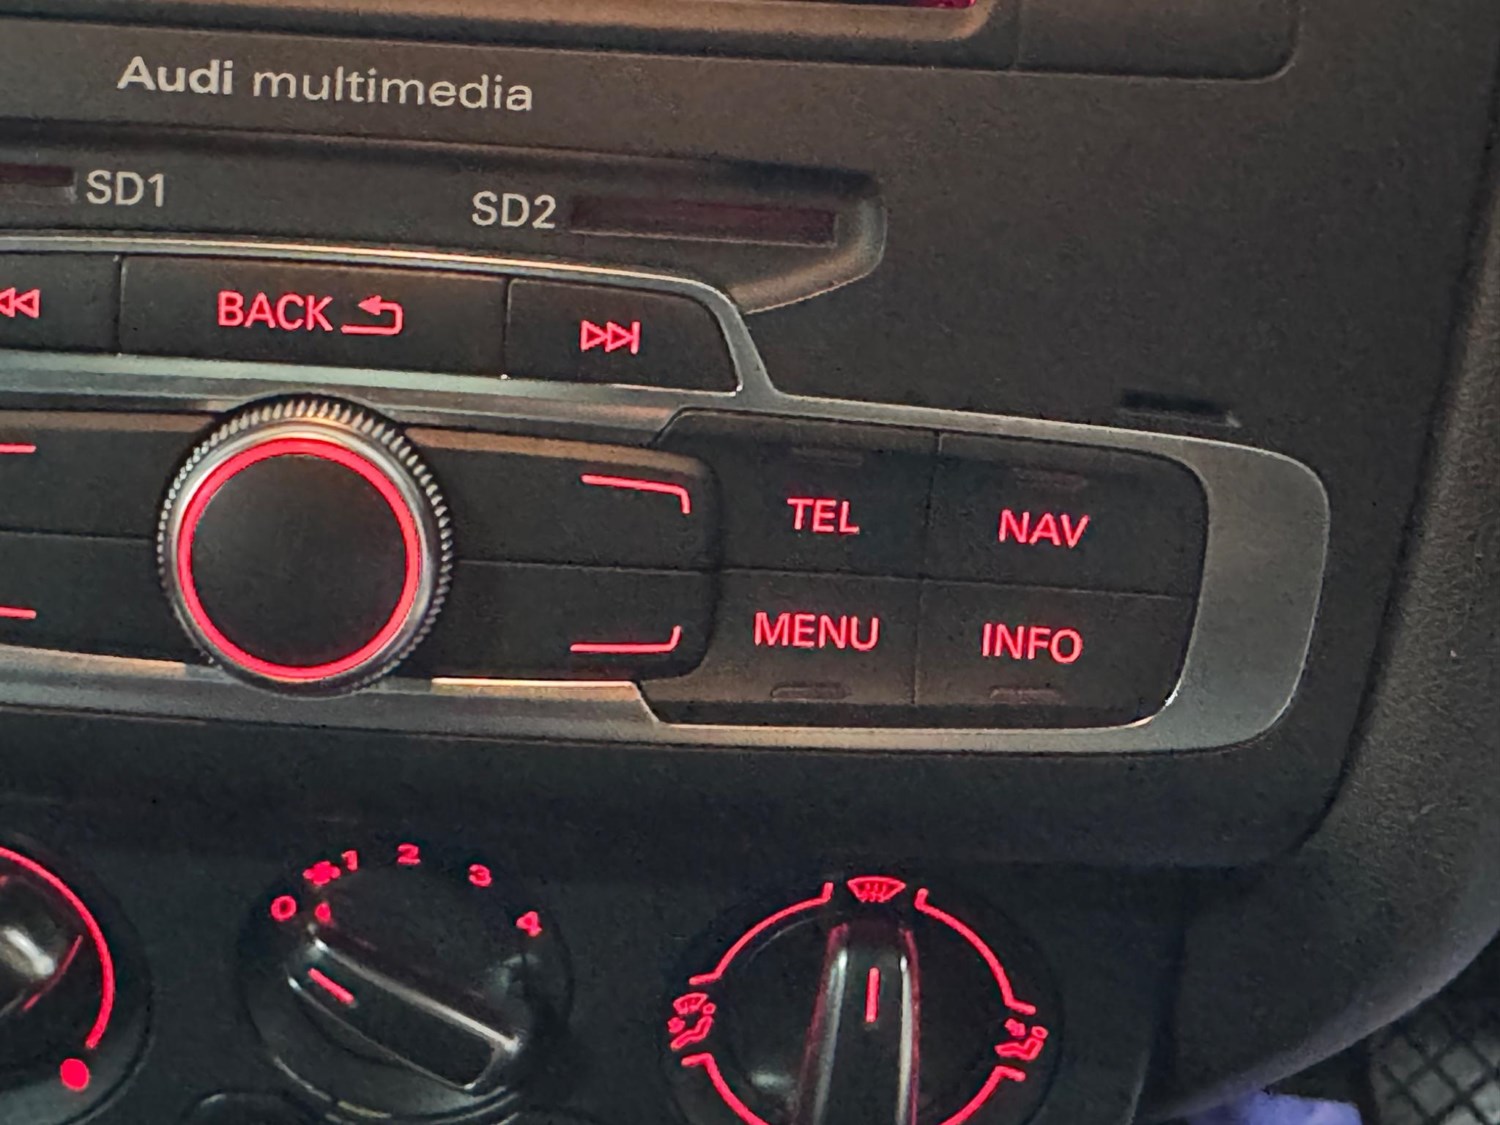 Audi multimedia
SD1 SD2
BACK
TEL NAV
MENU INFO
0 1 2 3 4